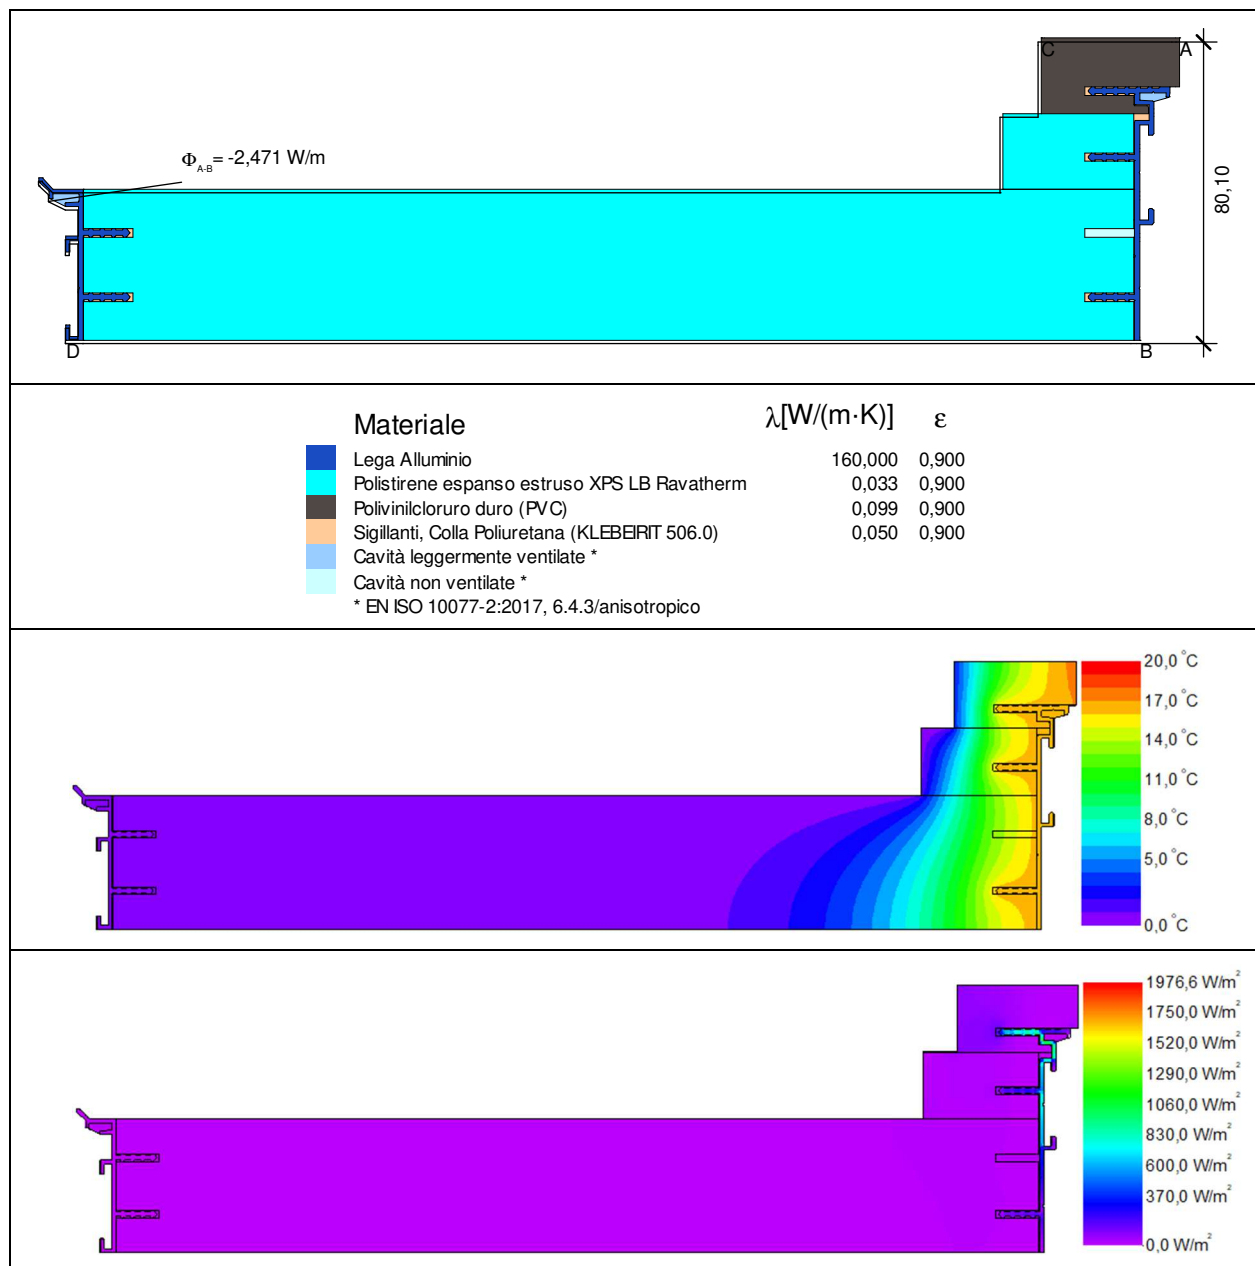 C A
ΦA-B= -2,471 W/m
80,10
D B
Materiale λ[W/(m·K)] ε
Lega Alluminio 160,000 0,900
Polistirene espanso estruso XPS LB Ravatherm 0,033 0,900
Polivinilcloruro duro (PVC) 0,099 0,900
Sigillanti, Colla Poliuretana (KLEBEIRIT 506.0) 0,050 0,900
Cavità leggermente ventilate *
Cavità non ventilate *
* EN ISO 10077-2:2017, 6.4.3/anisotropico
20,0 °C
17,0 °C
14,0 °C
11,0 °C
8,0 °C
5,0 °C
0,0 °C
1976,6 W/m²
1750,0 W/m²
1520,0 W/m²
1290,0 W/m²
1060,0 W/m²
830,0 W/m²
600,0 W/m²
370,0 W/m²
0,0 W/m²